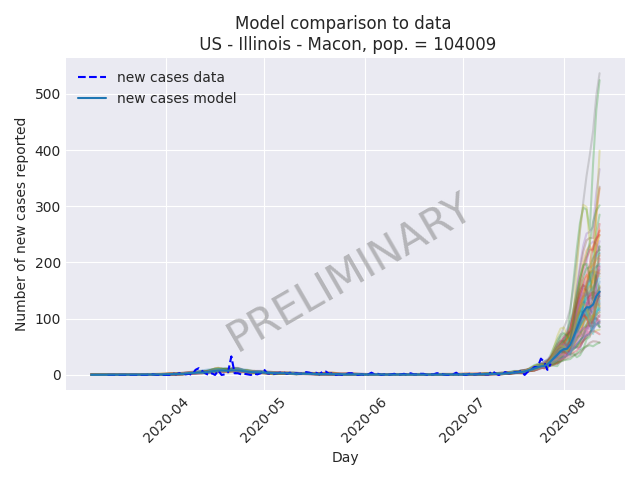 Model comparison to data
US - Illinois - Macon, pop. = 104009
new cases data
new cases model
500
400
300
200
100
0
Number of new cases reported
PRELIMINARY
2020-04
2020-05
2020-06
2020-07
2020-08
Day